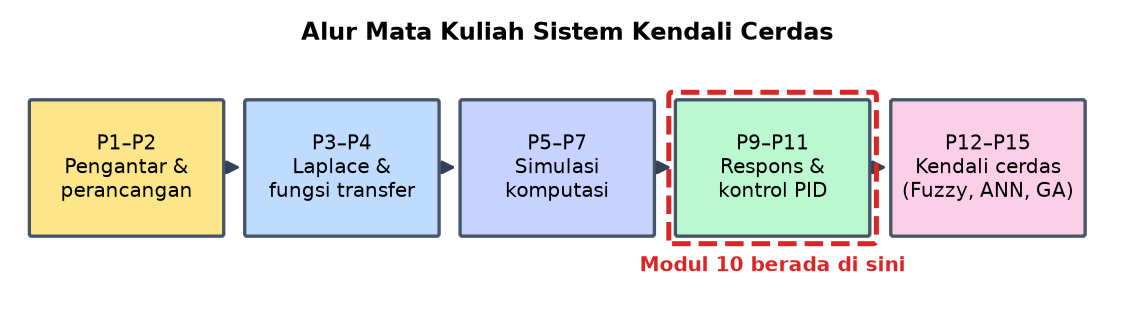 Alur Mata Kuliah Sistem Kendali Cerdas
P1–P2
Pengantar &
perancangan
P3–P4
Laplace &
fungsi transfer
P5–P7
Simulasi
komputasi
P9–P11
Respons &
kontrol PID
P12–P15
Kendali cerdas
(Fuzzy, ANN, GA)
Modul 10 berada di sini